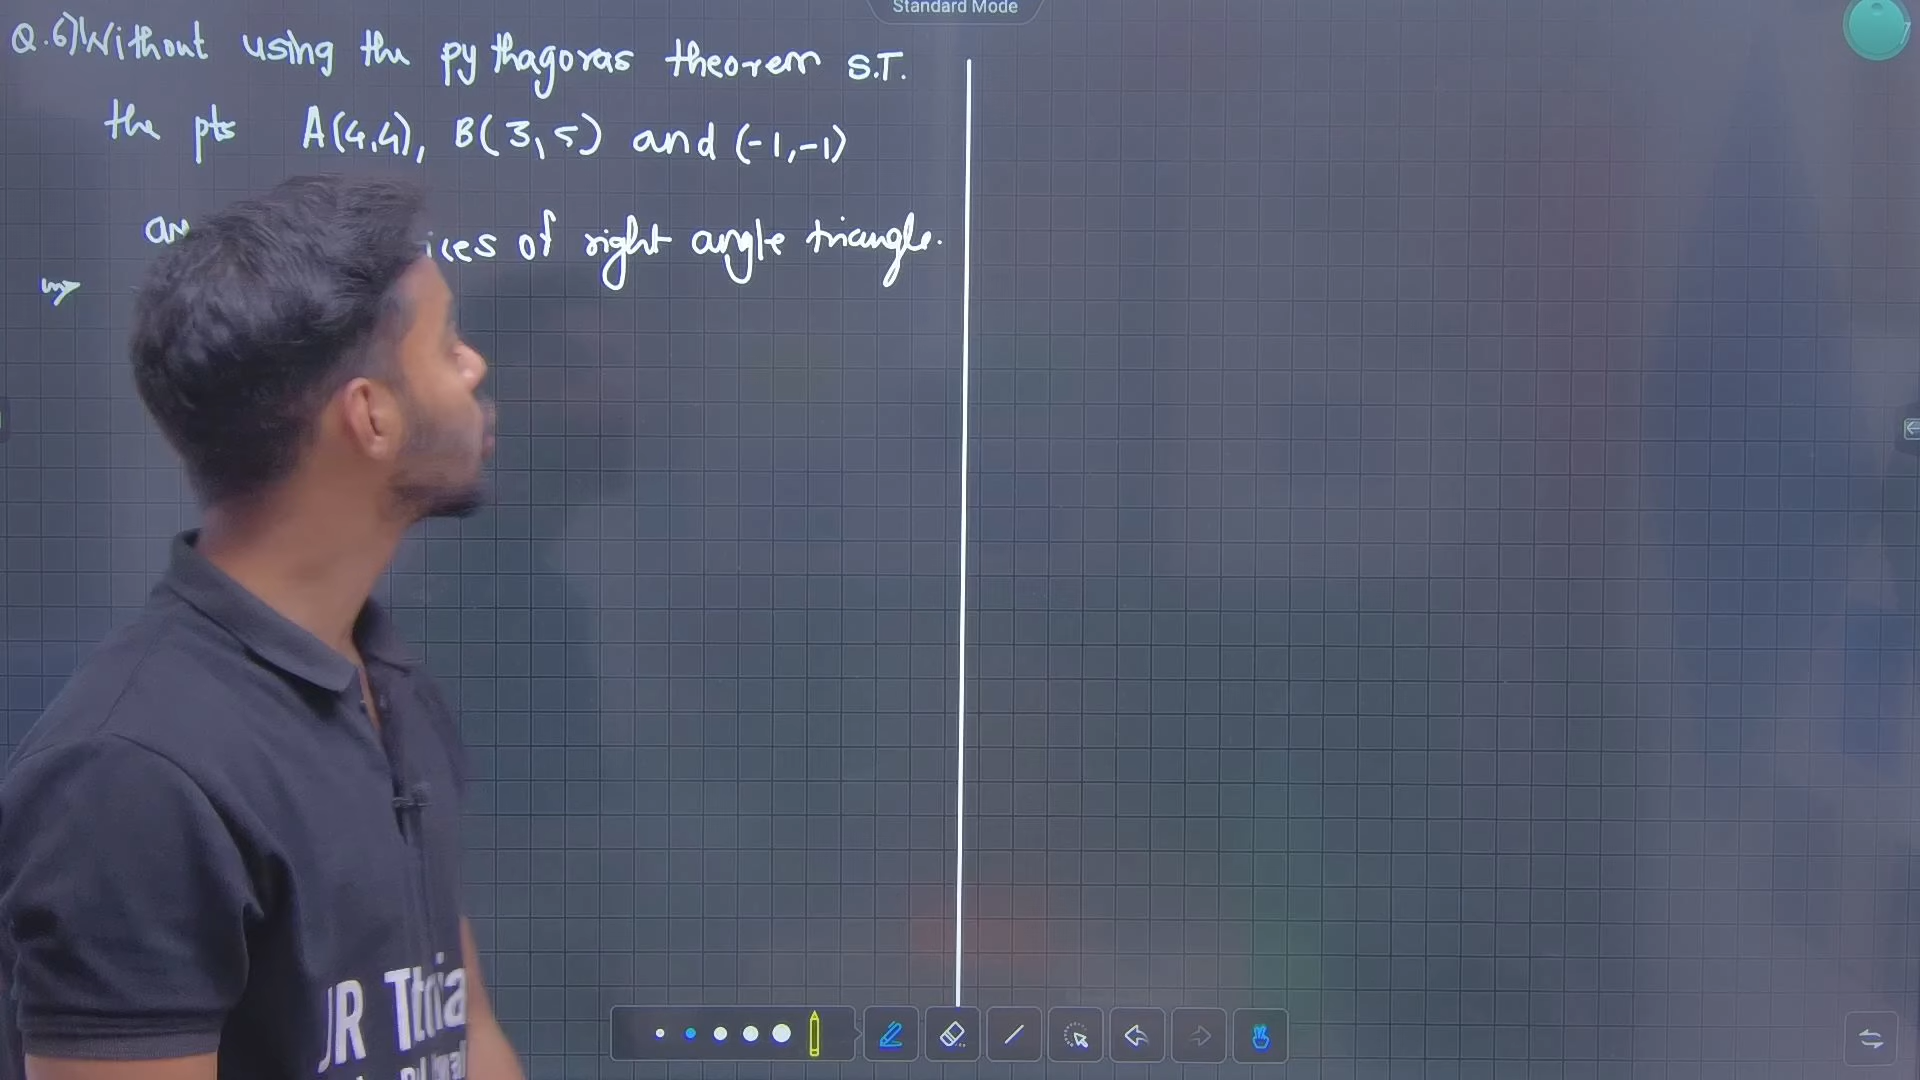 Standard Mode
Q.6) Without using the pythagoras theorem S.T.
the pts A(4,4), B(3,5) and (-1,-1)
of right angle triangle.
JR